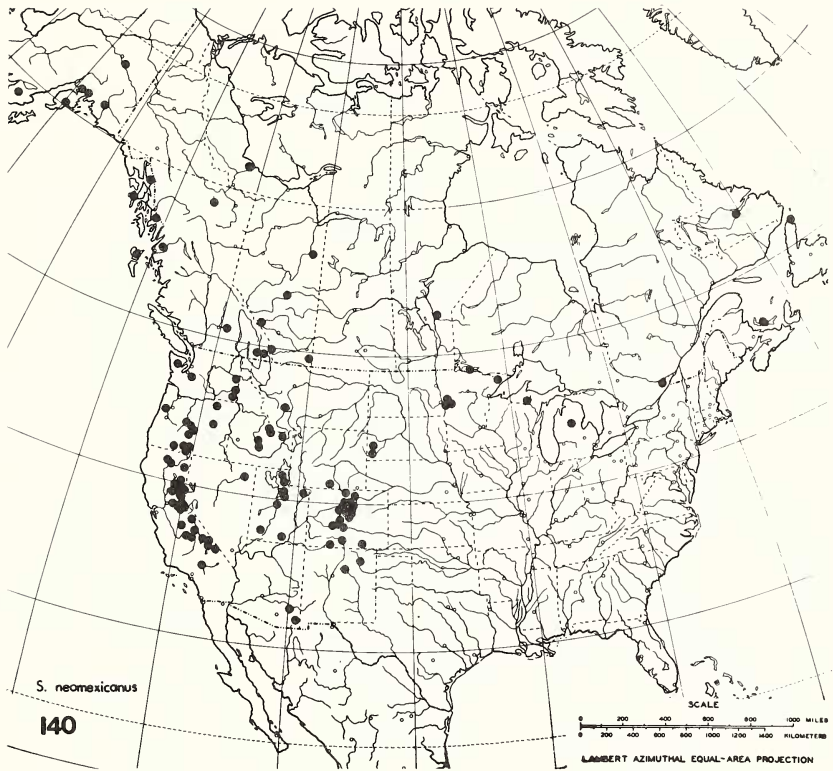 S. neomexicanus
140
SCALE
0 200 400 600 800 1000 MILES
0 200 400 600 800 1000 1200 1400 KILOMETERS
LAMBERT AZIMUTHAL EQUAL-AREA PROJECTION